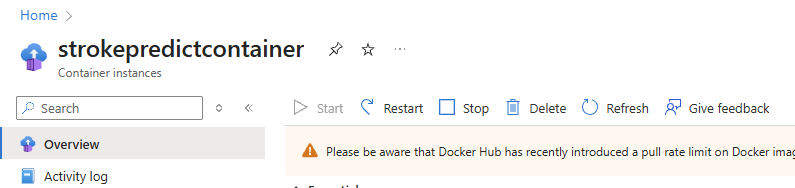 Home
strokepredictcontainer
Container instances
Search
Start Restart Stop Delete Refresh Give feedback
Overview
Please be aware that Docker Hub has recently introduced a pull rate limit on Docker imag
Activity log